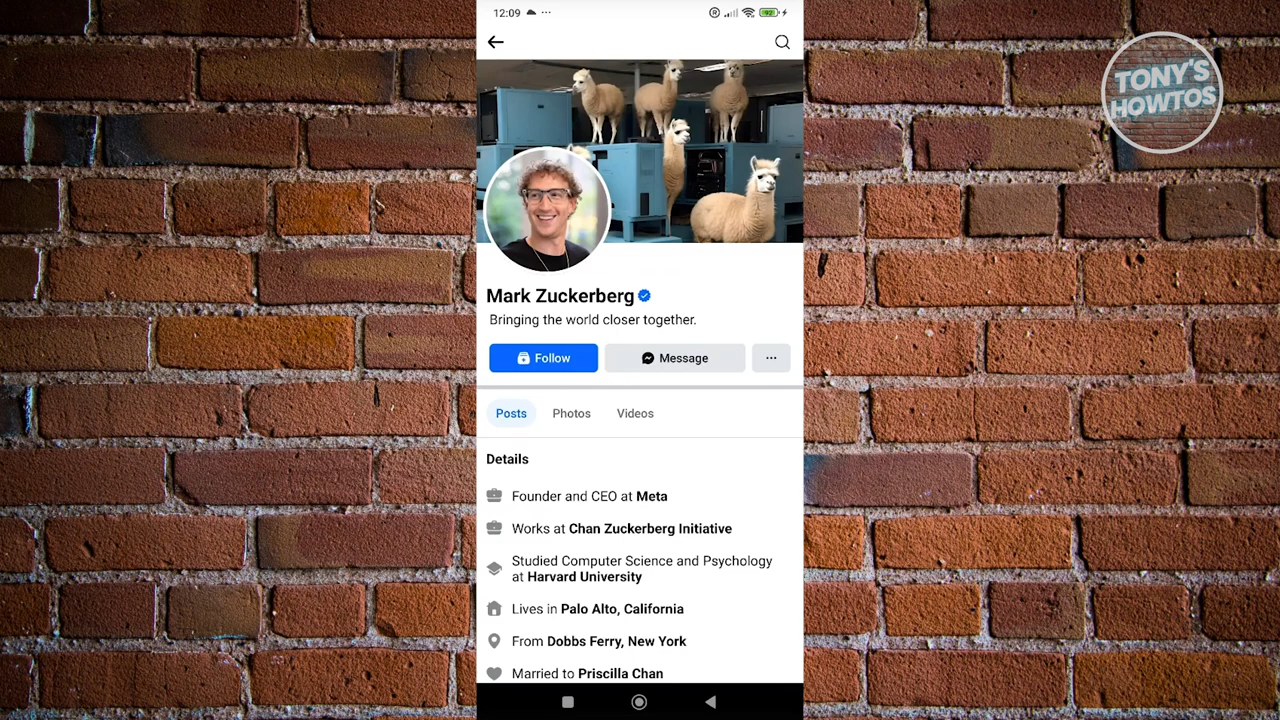 12:09
92
TONY'S
HOWTOS
Mark Zuckerberg
Bringing the world closer together.
Follow
Message
Posts
Photos
Videos
Details
Founder and CEO at Meta
Works at Chan Zuckerberg Initiative
Studied Computer Science and Psychology
at Harvard University
Lives in Palo Alto, California
From Dobbs Ferry, New York
Married to Priscilla Chan